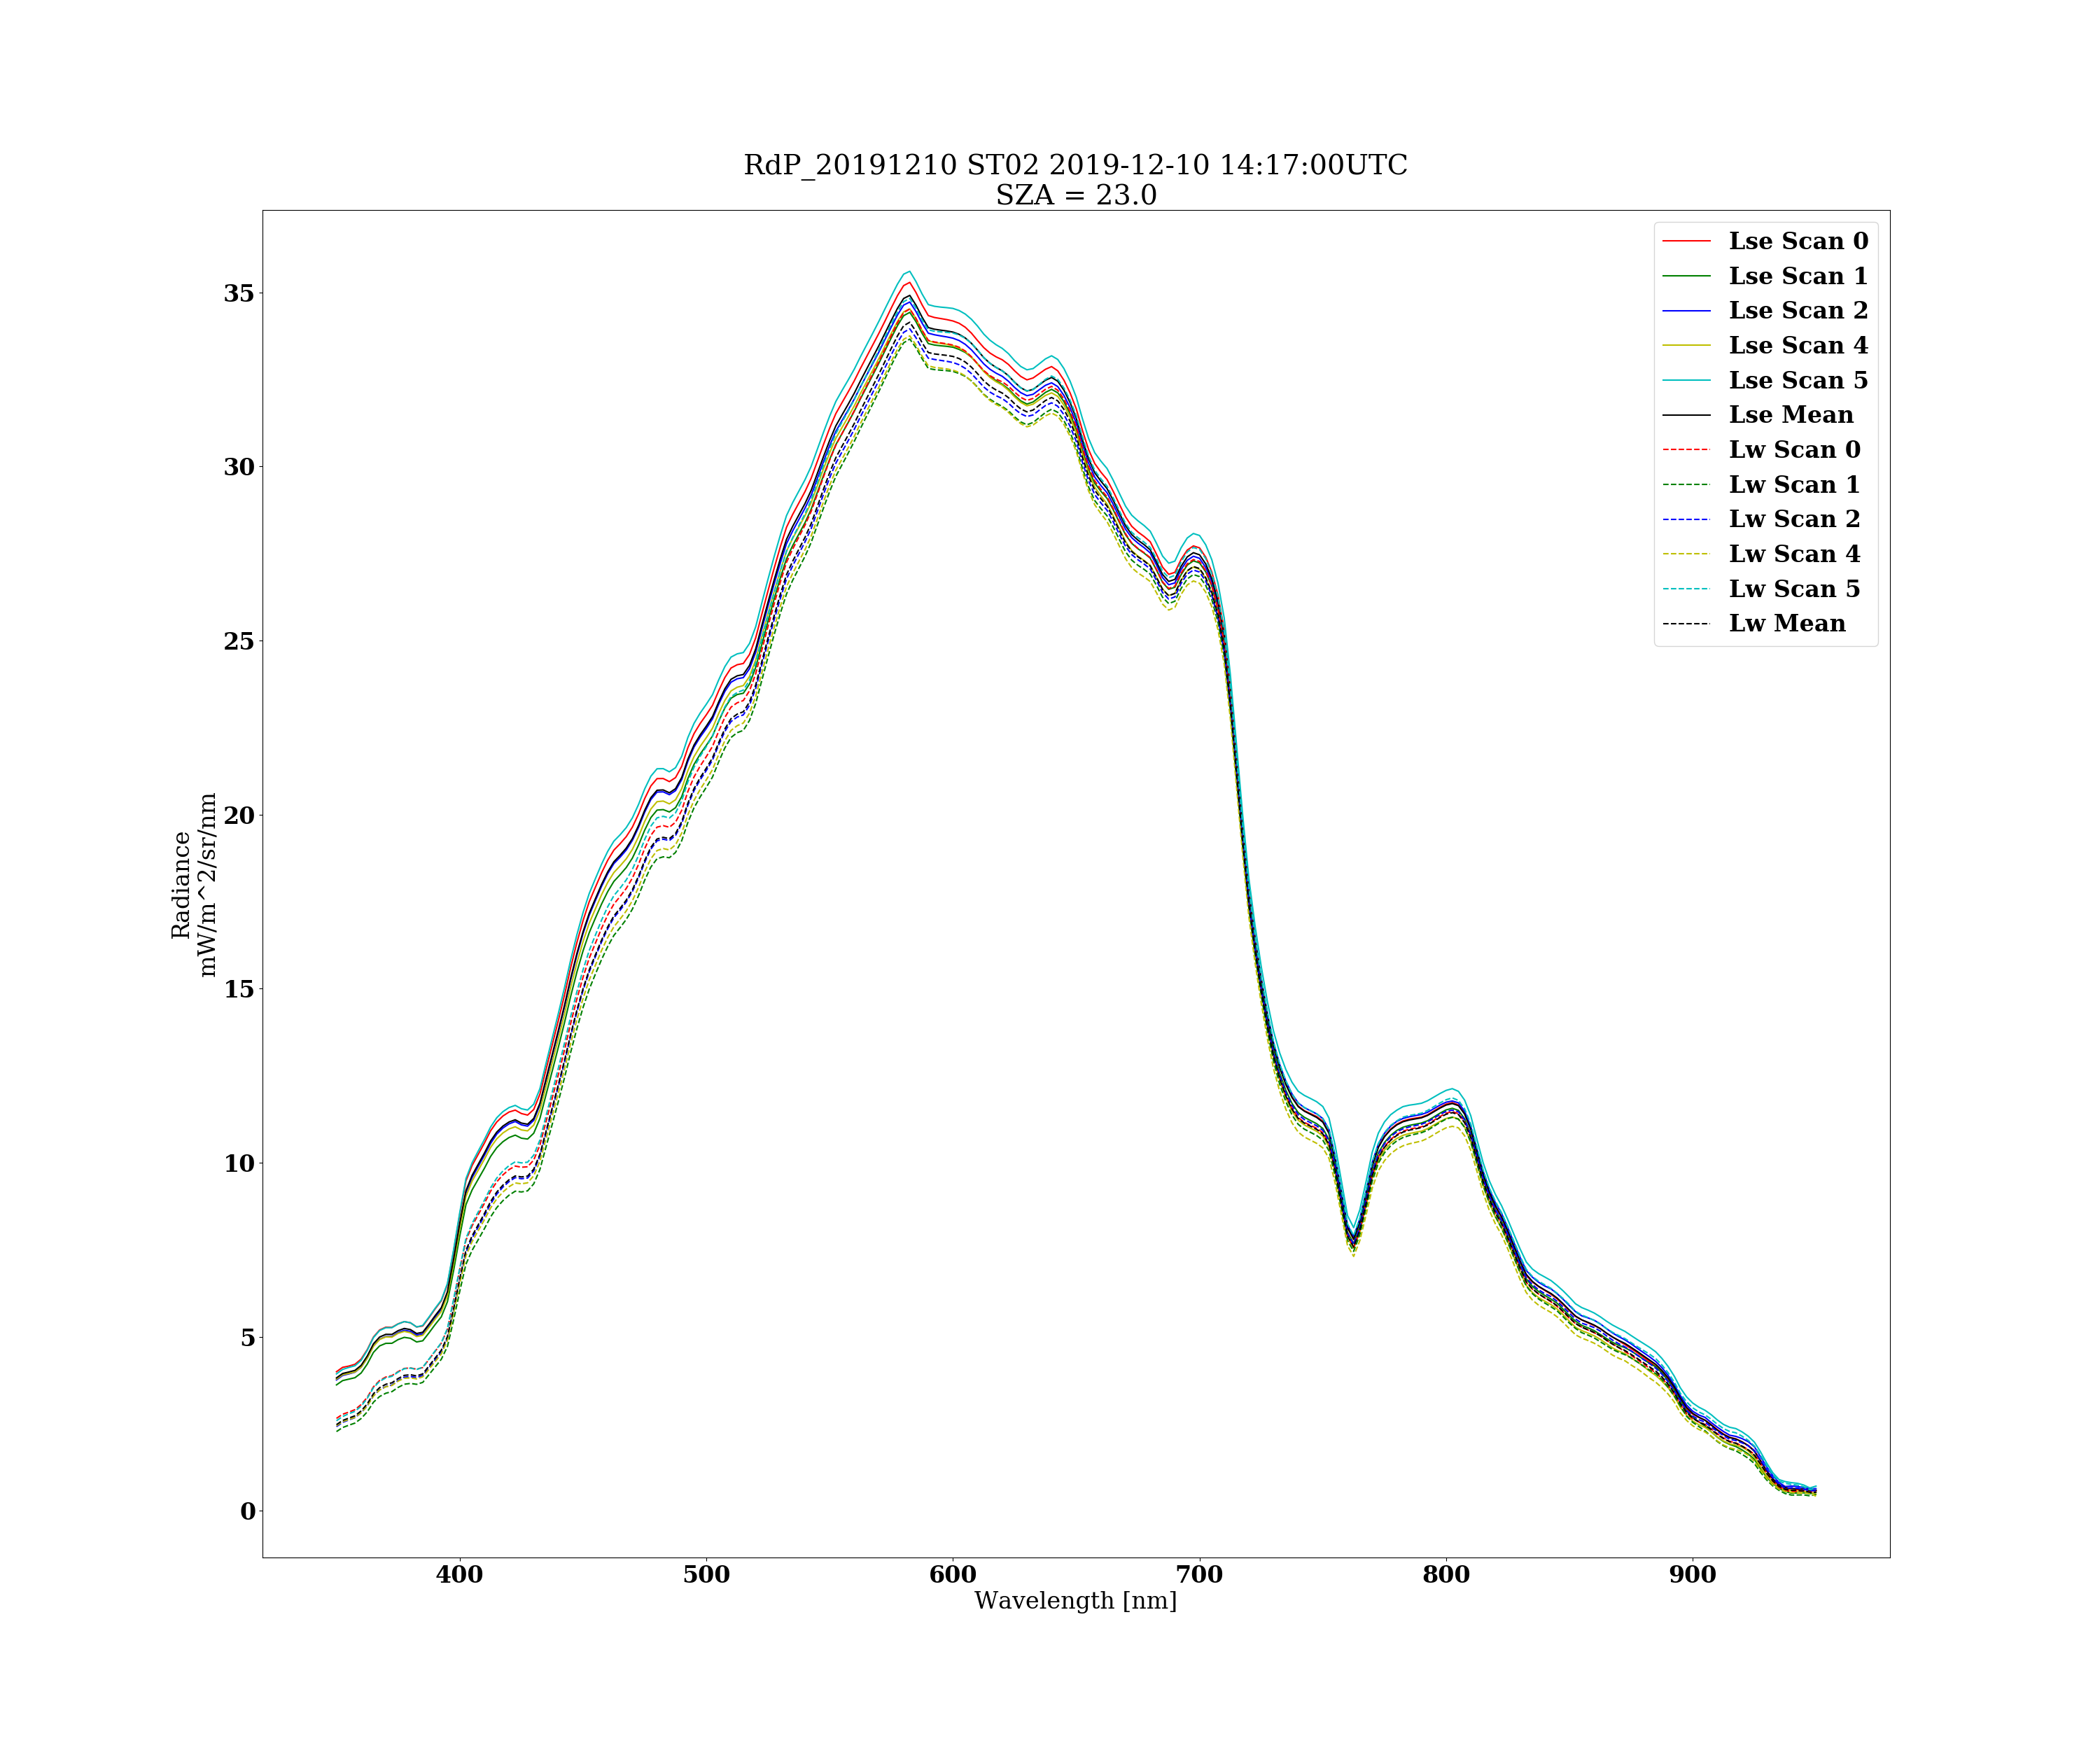 RdP_20191210 ST02 2019-12-10 14:17:00UTC
SZA = 23.0
Lse Scan 0
Lse Scan 1
Lse Scan 2
Lse Scan 4
Lse Scan 5
Lse Mean
Lw Scan 0
Lw Scan 1
Lw Scan 2
Lw Scan 4
Lw Scan 5
Lw Mean
Radiance
mW/m^2/sr/nm
35
30
25
20
15
10
5
0
400 500 600 700 800 900
Wavelength [nm]